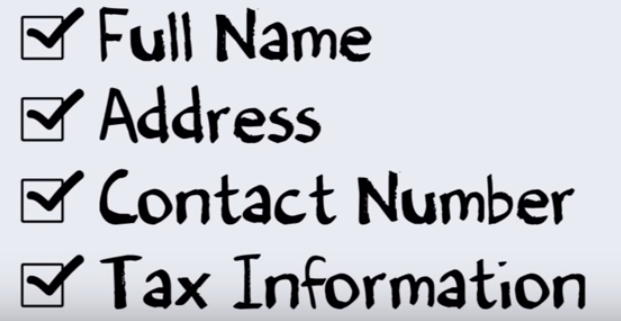 Full Name
Address
Contact Number
Tax Information